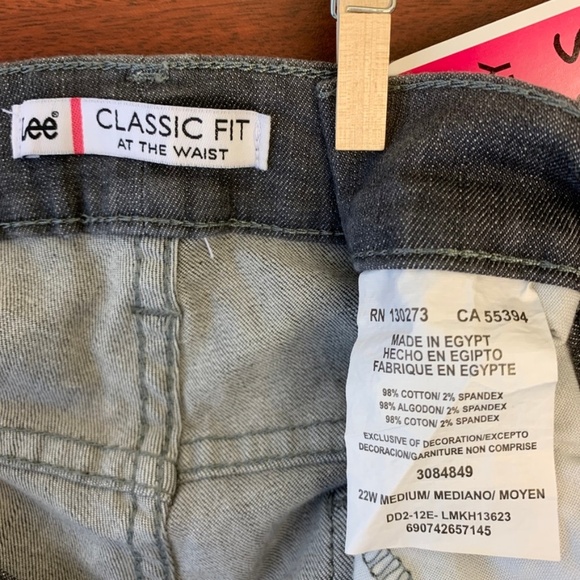 Lee®
CLASSIC FIT
AT THE WAIST
RN 130273 CA 55394
MADE IN EGYPT
HECHO EN EGIPTO
FABRIQUE EN EGYPTE
98% COTTON/ 2% SPANDEX
98% ALGODON/ 2% SPANDEX
98% COTON/ 2% SPANDEX
EXCLUSIVE OF DECORATION/EXCEPTO
DECORACION/GARNITURE NON COMPRISE
3084849
22W MEDIUM/ MEDIANO/ MOYEN
DD2-12E- LMKH13623
690742657145